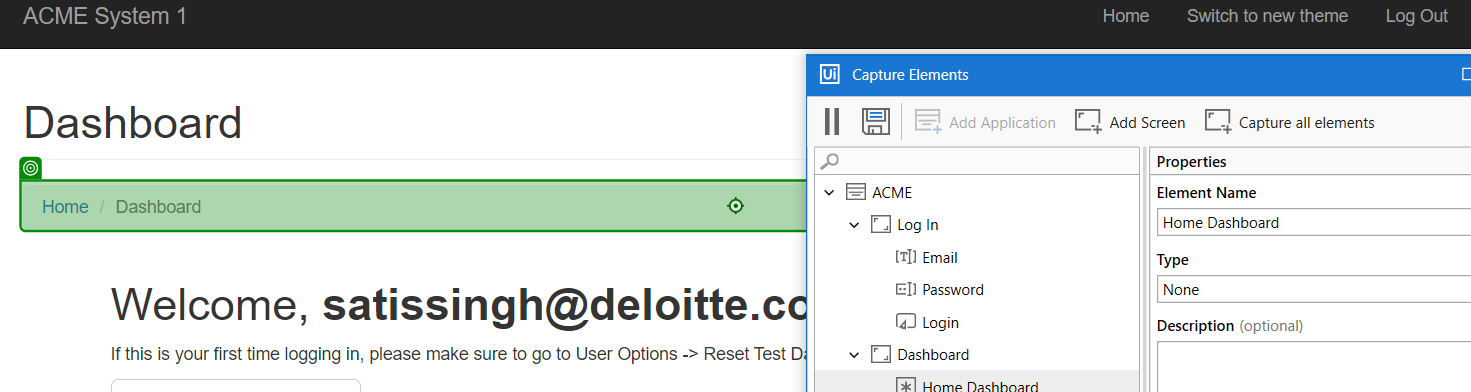 ACME System 1
Home Switch to new theme Log Out
Ui Capture Elements
Dashboard
Add Application Add Screen Capture all elements
Home / Dashboard
Welcome, satissingh@deloitte.co
If this is your first time logging in, please make sure to go to User Options -> Reset Test Da
ACME
Log In
Email
Password
Login
Dashboard
Home Dashboard
Properties
Element Name
Home Dashboard
Type
None
Description (optional)